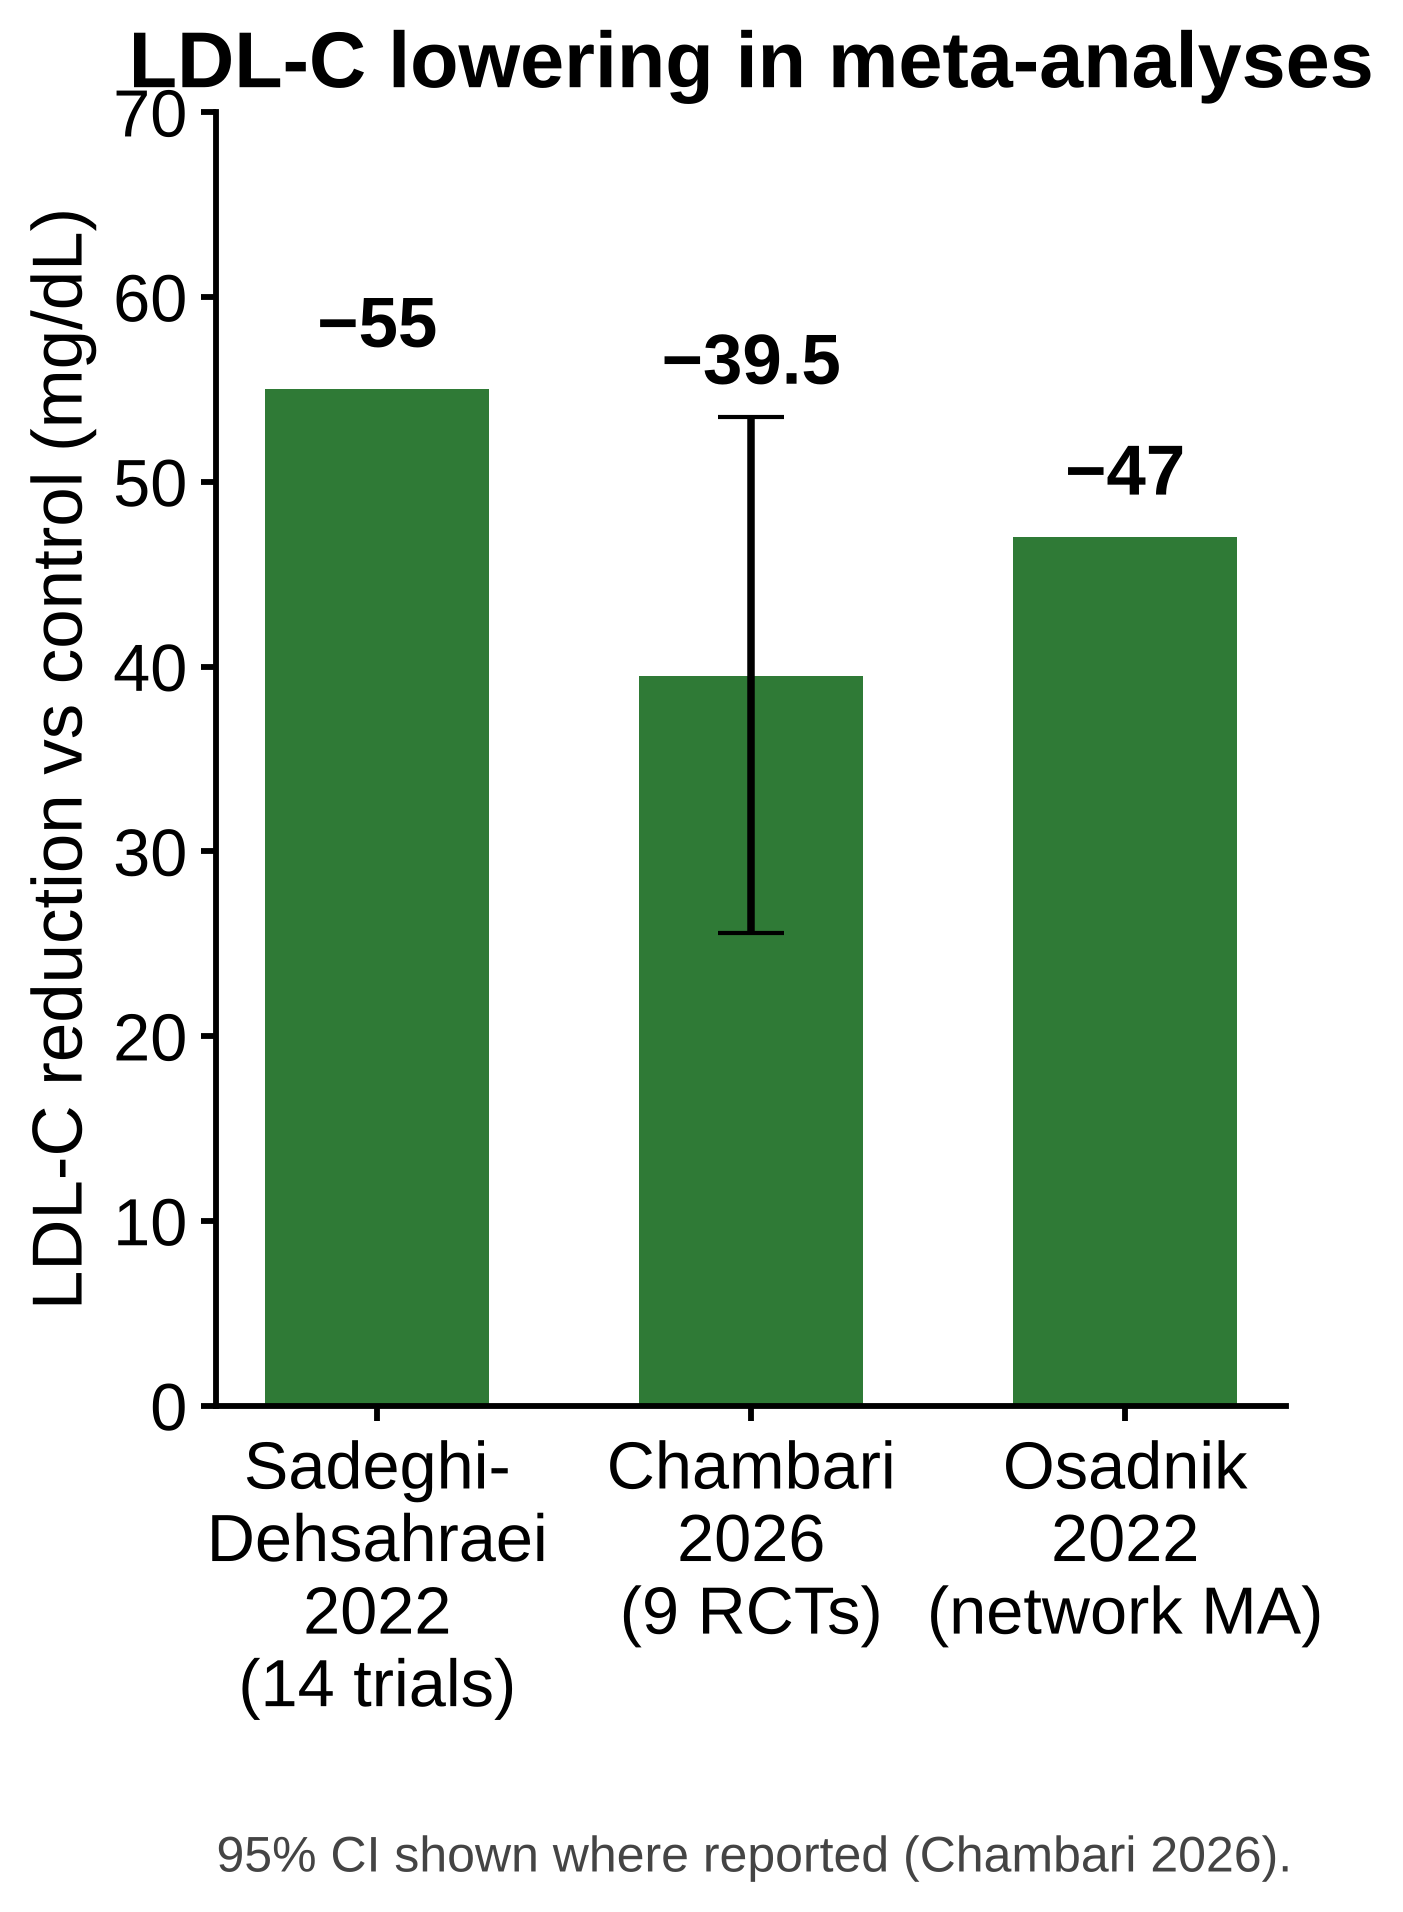 LDL-C lowering in meta-analyses
LDL-C reduction vs control (mg/dL)
70
60
50
40
30
20
10
0
−55
−39.5
−47
Sadeghi-
Dehsahraei
2022
(14 trials)
Chambari
2026
(9 RCTs)
Osadnik
2022
(network MA)
95% CI shown where reported (Chambari 2026).